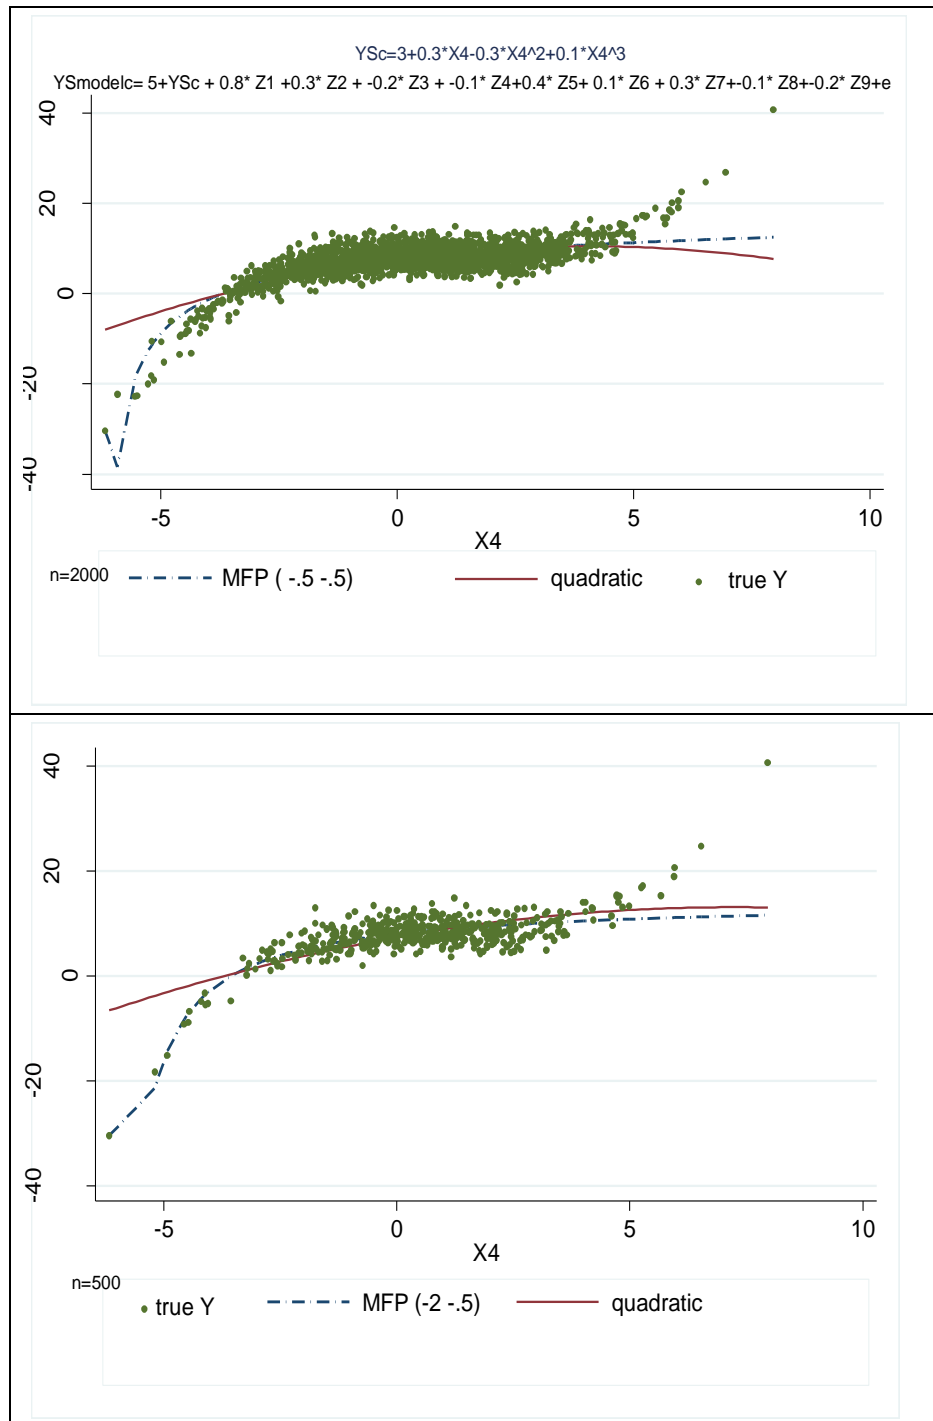 YSc=3+0.3*X4-0.3*X4^2+0.1*X4^3
YSmodelc= 5+YSc + 0.8* Z1 +0.3* Z2 + -0.2* Z3 + -0.1* Z4+0.4* Z5+ 0.1* Z6 + 0.3* Z7+-0.1* Z8+-0.2* Z9+e
40
20
0
-20
-40
-5 0 5 10
X4
n=2000 MFP ( -.5 -.5) quadratic true Y
40
20
0
-20
-40
-5 0 5 10
X4
n=500
true Y MFP (-2 -.5) quadratic